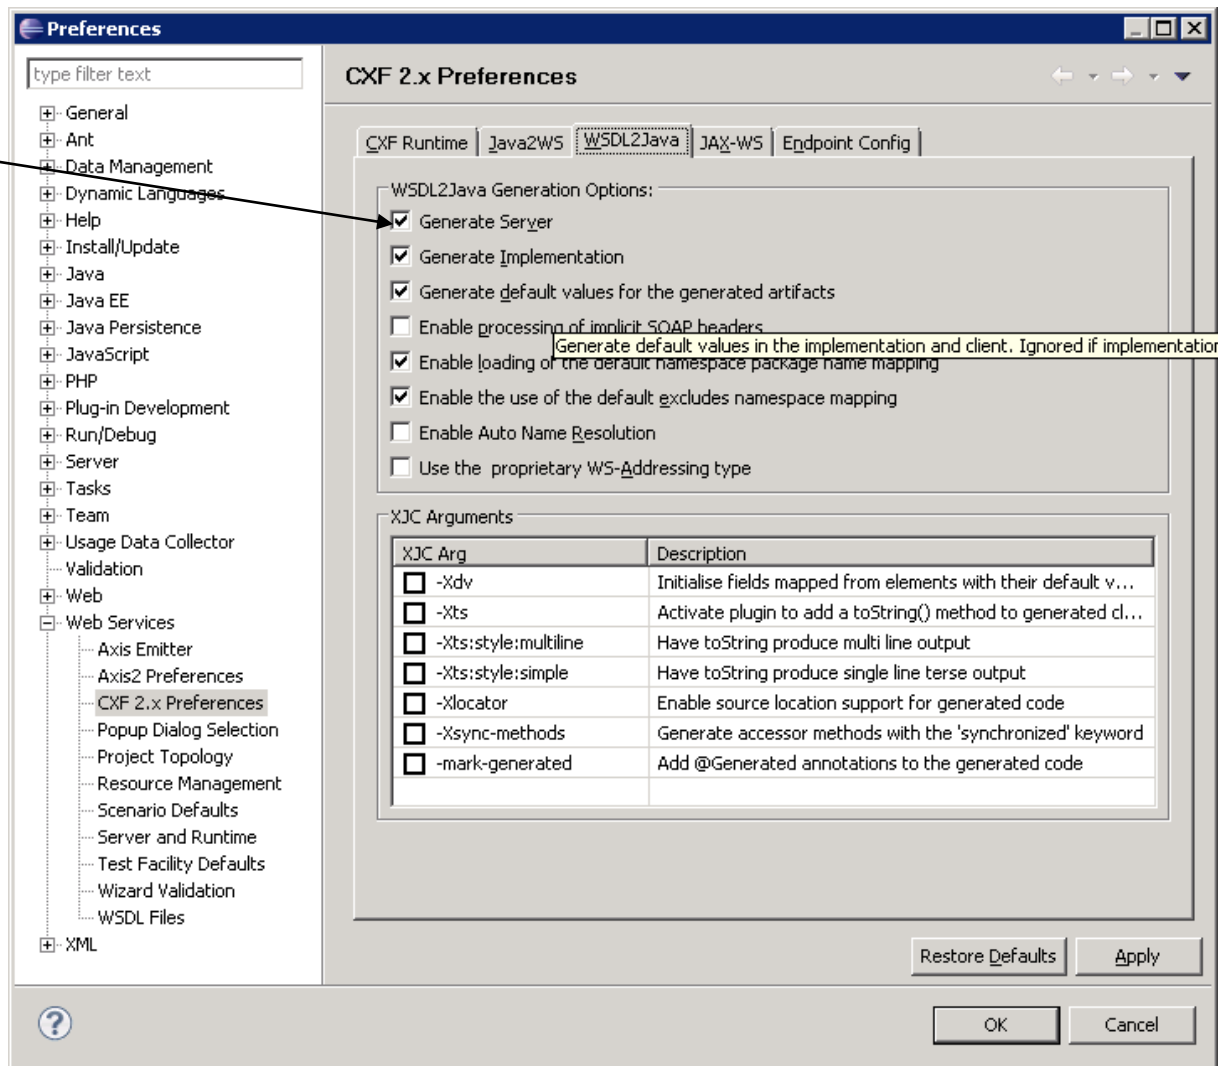 Preferences
type filter text
General
Ant
Data Management
Dynamic Languages
Help
Install/Update
Java
Java EE
Java Persistence
JavaScript
PHP
Plug-in Development
Run/Debug
Server
Tasks
Team
Usage Data Collector
Validation
Web
Web Services
Axis Emitter
Axis2 Preferences
CXF 2.x Preferences
Popup Dialog Selection
Project Topology
Resource Management
Scenario Defaults
Server and Runtime
Test Facility Defaults
Wizard Validation
WSDL Files
XML
CXF 2.x Preferences
CXF Runtime Java2WS WSDL2Java JAX-WS Endpoint Config
WSDL2Java Generation Options:
Generate Server
Generate Implementation
Generate default values for the generated artifacts
Enable processing of implicit SOAP headers
Generate default values in the implementation and client. Ignored if implementation
Enable loading of the default namespace package name mapping
Enable the use of the default excludes namespace mapping
Enable Auto Name Resolution
Use the proprietary WS-Addressing type
XJC Arguments
XJC Arg Description
-Xdv Initialise fields mapped from elements with their default v...
-Xts Activate plugin to add a toString() method to generated cl...
-Xts:style:multiline Have toString produce multi line output
-Xts:style:simple Have toString produce single line terse output
-Xlocator Enable source location support for generated code
-Xsync-methods Generate accessor methods with the 'synchronized' keyword
-mark-generated Add @Generated annotations to the generated code
Restore Defaults Apply
? OK Cancel